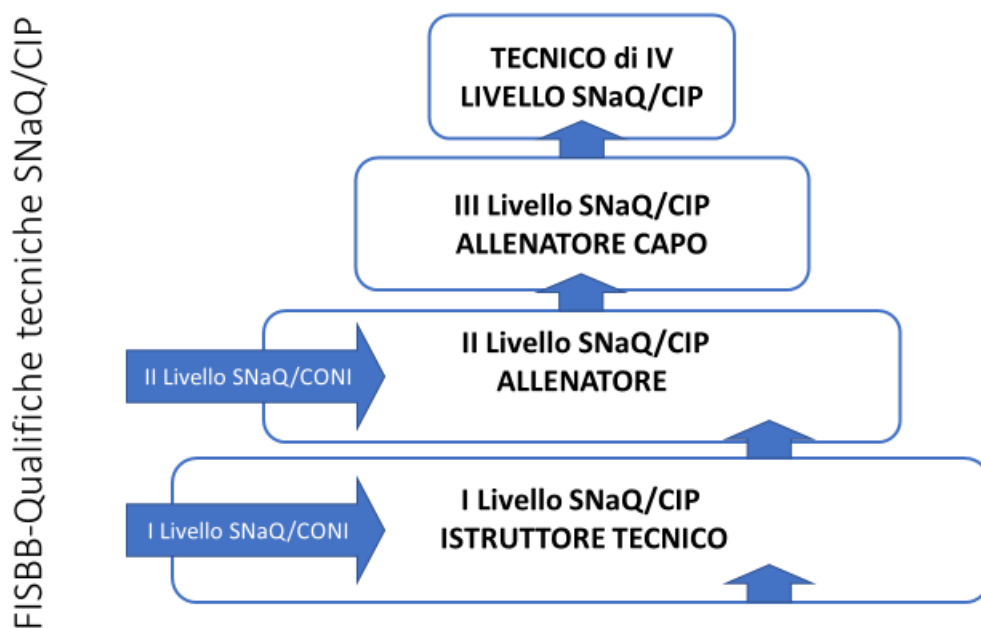 FISBB-Qualifiche tecniche SNaQ/CIP
TECNICO di IV
LIVELLO SNaQ/CIP
III Livello SNaQ/CIP
ALLENATORE CAPO
II Livello SNaQ/CIP
ALLENATORE
II Livello SNaQ/CONI
I Livello SNaQ/CIP
ISTRUTTORE TECNICO
I Livello SNaQ/CONI